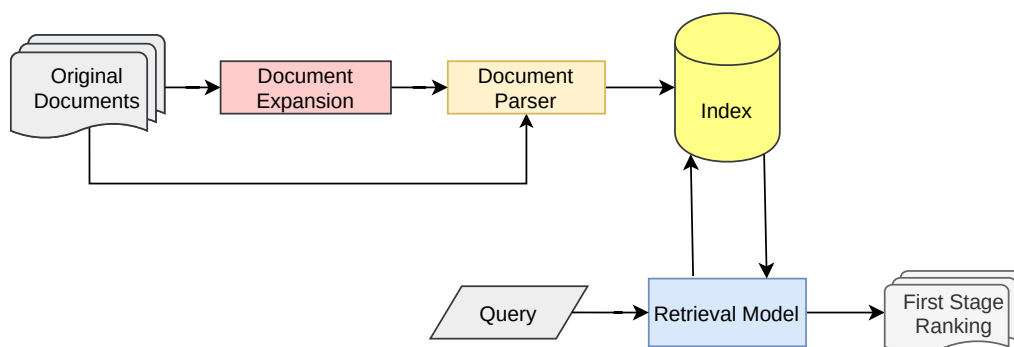 Original
Documents
Document
Expansion
Document
Parser
Index
Query
Retrieval Model
First Stage
Ranking